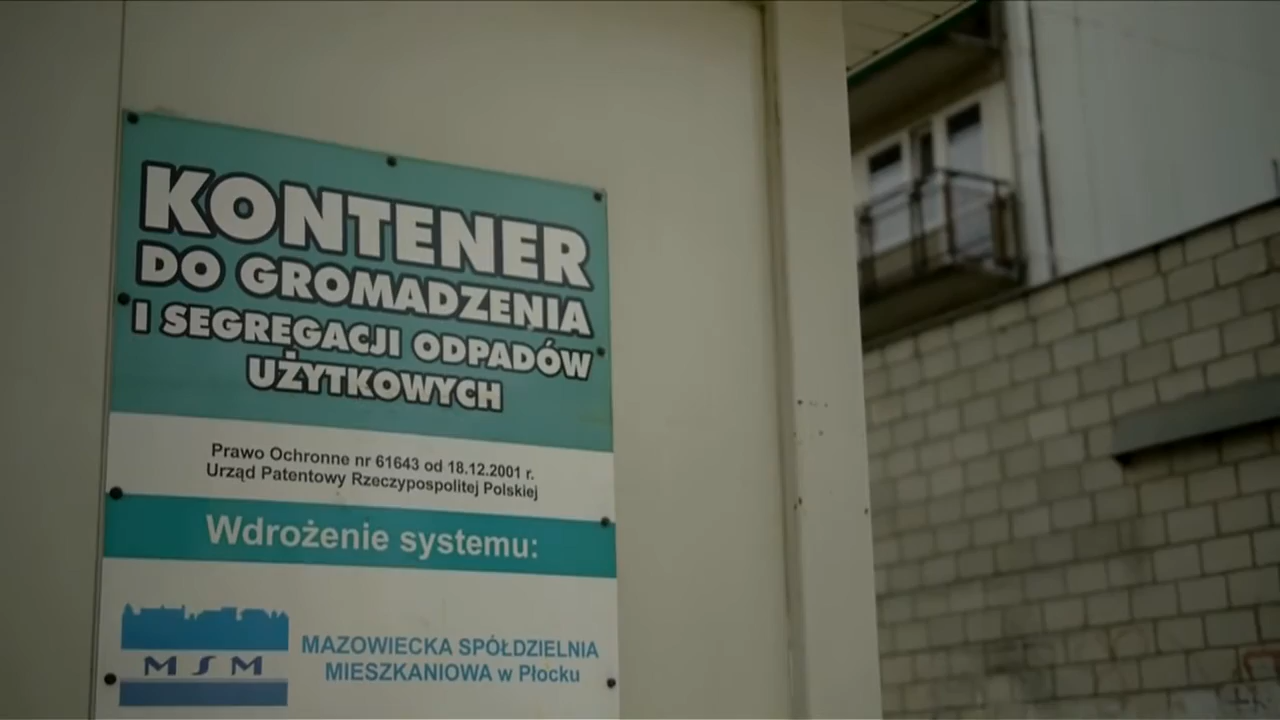 KONTENER
DO GROMADZENIA
I SEGREGACJI ODPADÓW
UŻYTKOWYCH
Prawo Ochronne nr 61643 od 18.12.2001 r.
Urząd Patentowy Rzeczypospolitej Polskiej
Wdrożenie systemu:
MSM
MAZOWIECKA SPÓŁDZIELNIA
MIESZKANIOWA w Płocku